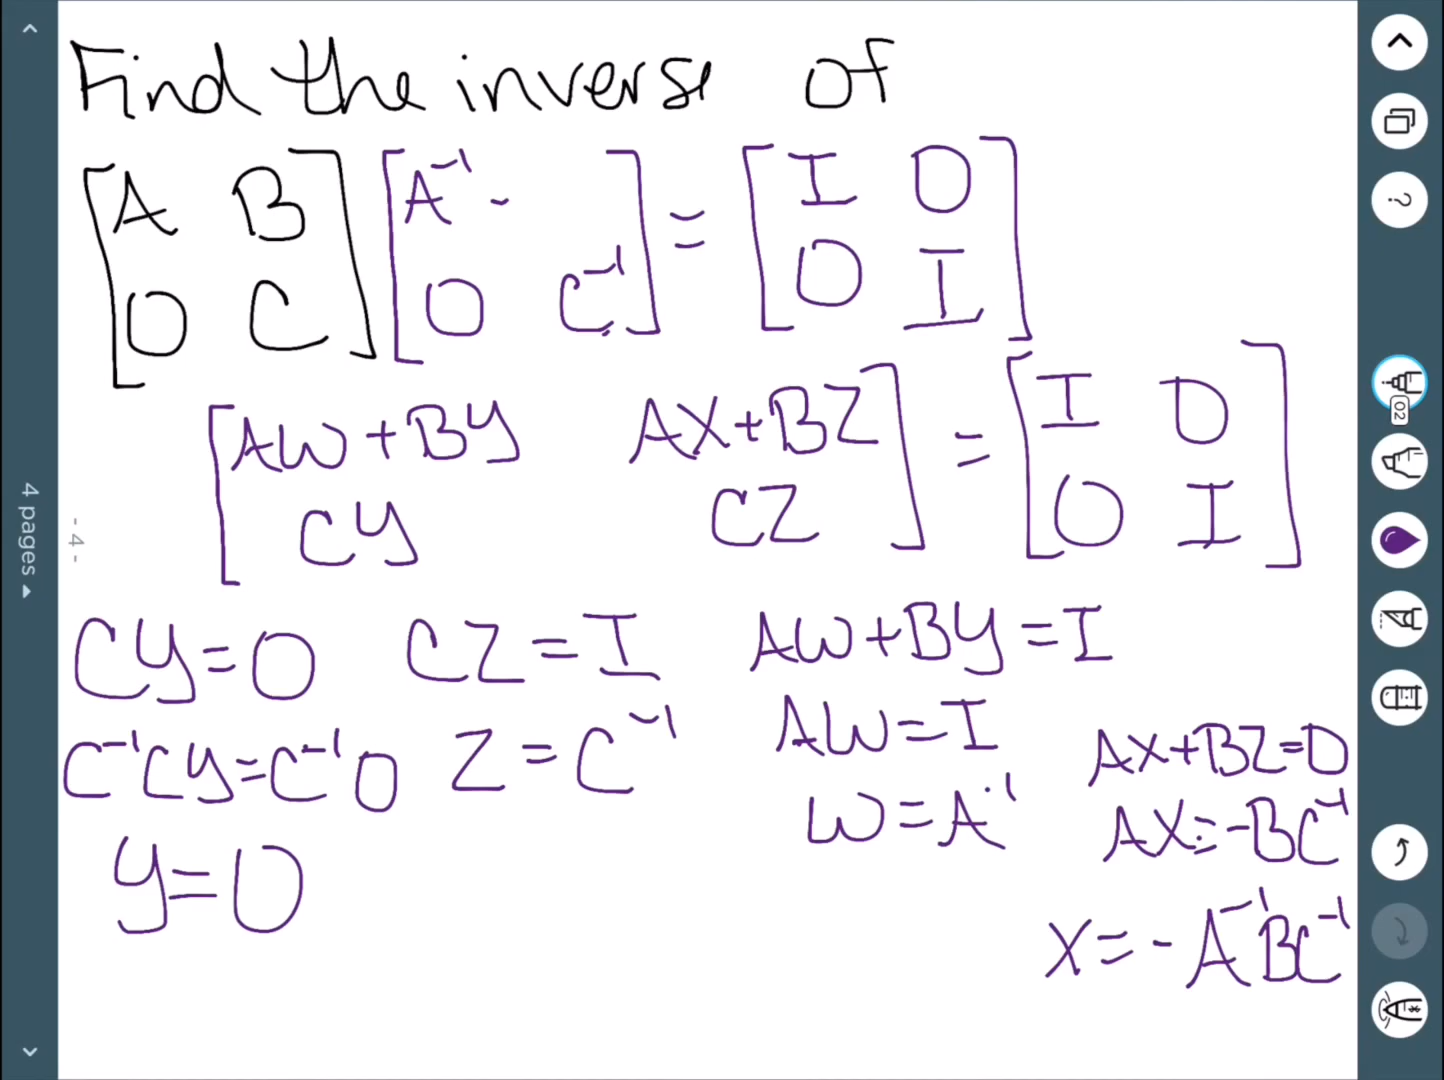 Find the inverse of
[A B [A⁻¹ - = [I 0
0 C] 0 C⁻¹] 0 I]
[AW+BY AX+BZ = [I 0
CY CZ] 0 I]
CY=0 CZ=I AW+BY=I
C⁻¹CY=C⁻¹0 Z=C⁻¹ AW=I AX+BZ=0
Y=0 W=A⁻¹ AX=-BC⁻¹
X=-A⁻¹BC⁻¹
4 pages
- 4 -
?
02